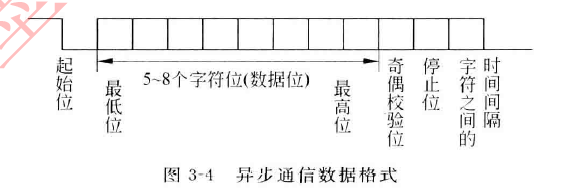 起始位
最低位
5~8个字符位(数据位)
最高位
奇偶校验位
停止位
字符之间的
时间间隔
图 3-4 异步通信数据格式